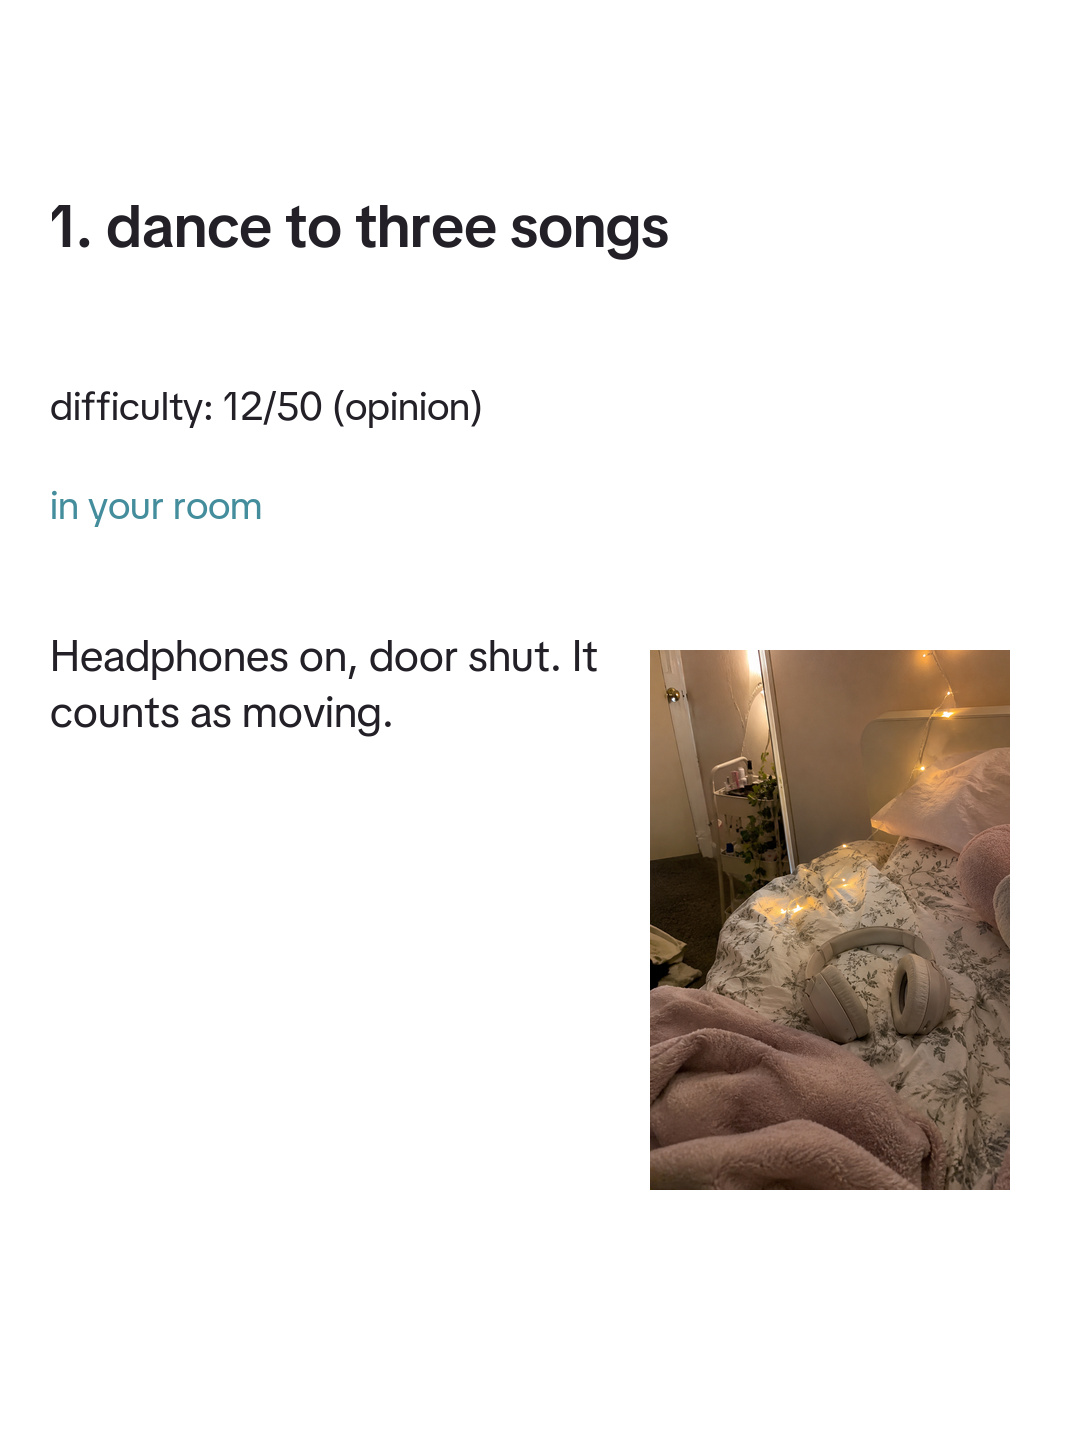 1. dance to three songs
difficulty: 12/50 (opinion)
in your room
Headphones on, door shut. It
counts as moving.